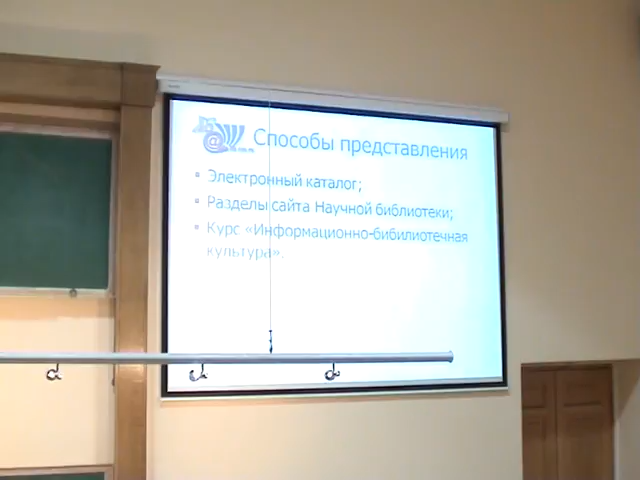 Способы представления
Электронный каталог;
Разделы сайта Научной библиотеки;
Курс «Информационно-бибилиотечная
культура».